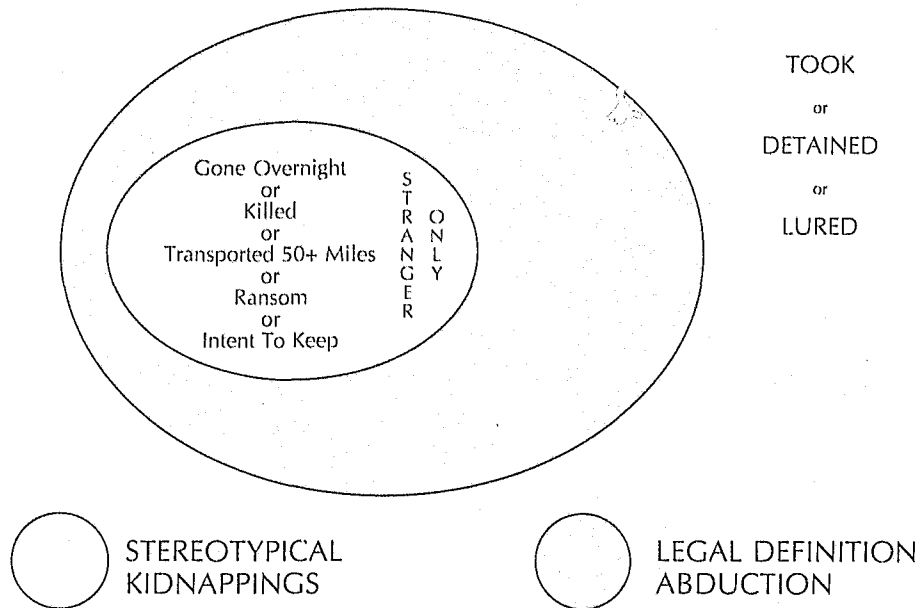 Gone Overnight
or
Killed
or
Transported 50+ Miles
or
Ransom
or
Intent To Keep
STRANGER
ONLY
TOOK
or
DETAINED
or
LURED
STEREOTYPICAL
KIDNAPPINGS
LEGAL DEFINITION
ABDUCTION